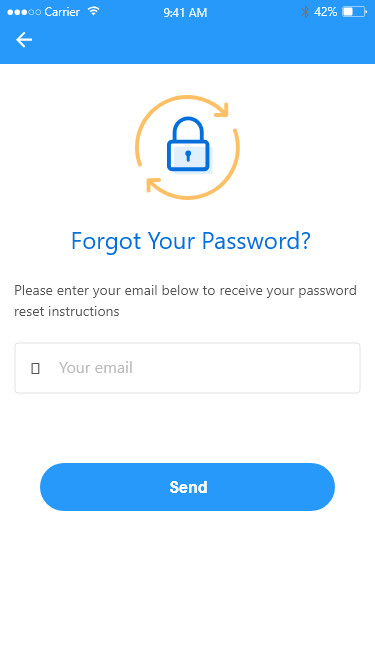 Carrier 9:41 AM 42%
Forgot Your Password?
Please enter your email below to receive your password
reset instructions
Your email
Send